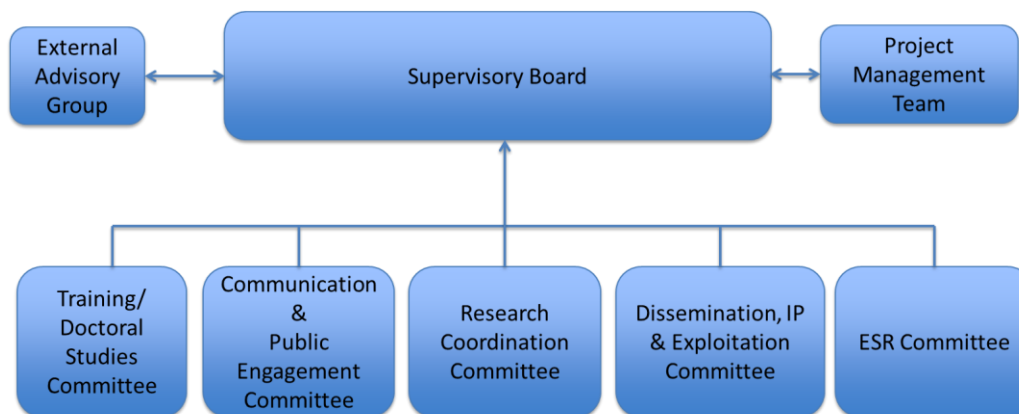 External
Advisory
Group
Supervisory Board
Project
Management
Team
Training/
Doctoral
Studies
Committee
Communication
&
Public
Engagement
Committee
Research
Coordination
Committee
Dissemination, IP
& Exploitation
Committee
ESR Committee